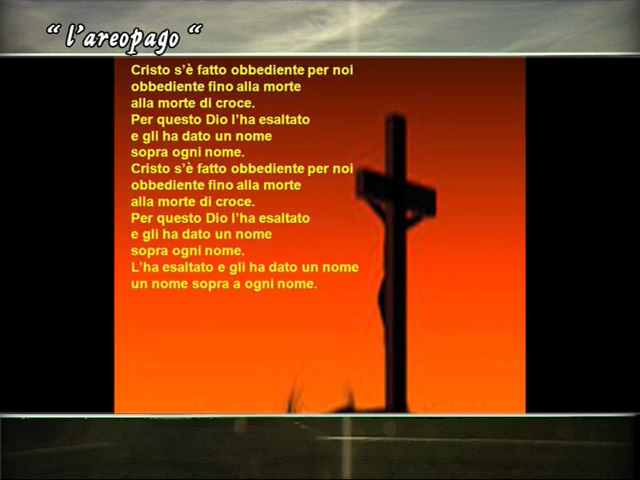 “ l’areopago “
Cristo s’è fatto obbediente per noi
obbediente fino alla morte
alla morte di croce.
Per questo Dio l’ha esaltato
e gli ha dato un nome
sopra ogni nome.
Cristo s’è fatto obbediente per noi
obbediente fino alla morte
alla morte di croce.
Per questo Dio l’ha esaltato
e gli ha dato un nome
sopra ogni nome.
L’ha esaltato e gli ha dato un nome
un nome sopra a ogni nome.